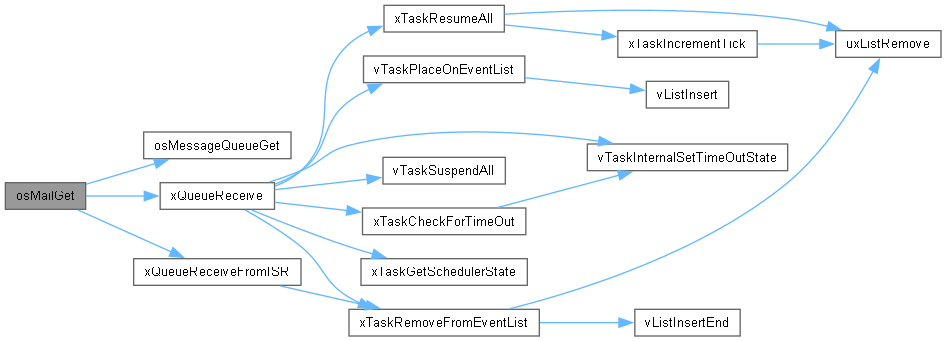 xTaskResumeAll
xTaskIncrementTick
uxListRemove
vTaskPlaceOnEventList
vListInsert
osMessageQueueGet
vTaskInternalSetTimeOutState
vTaskSuspendAll
osMailGet
xQueueReceive
xTaskCheckForTimeOut
xQueueReceiveFromISR
xTaskGetSchedulerState
xTaskRemoveFromEventList
vListInsertEnd